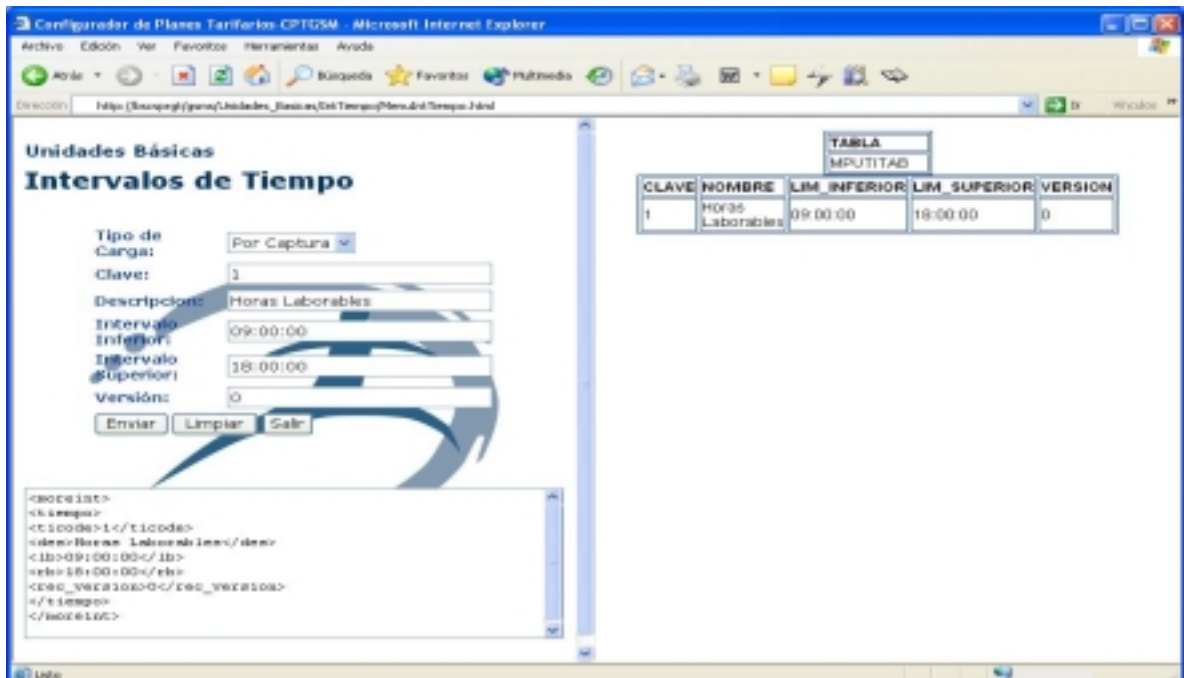 Configurador de Planes Tarifarios-CPTGSM - Microsoft Internet Explorer
Archivo Edición Ver Favoritos Herramientas Ayuda
Atrás Búsqueda Favoritos Multimedia
Dirección Ir Vínculos
Unidades Básicas
Intervalos de Tiempo
Tipo de Carga: Por Captura
Clave: 1
Descripcion: Horas Laborables
Intervalo Inferior: 09:00:00
Intervalo Superior: 18:00:00
Versión: 0
Enviar Limpiar Salir
<moreint>
<tiempo>
<ticode>1</ticode>
<des>Horas Laborables</des>
<ib>09:00:00</ib>
<eb>18:00:00</eb>
<rec_version>0</rec_version>
</tiempo>
</moreint>
TABLA
MPUTITAB
CLAVE NOMBRE LIM_INFERIOR LIM_SUPERIOR VERSION
1 Horas Laborables 09:00:00 18:00:00 0
Listo